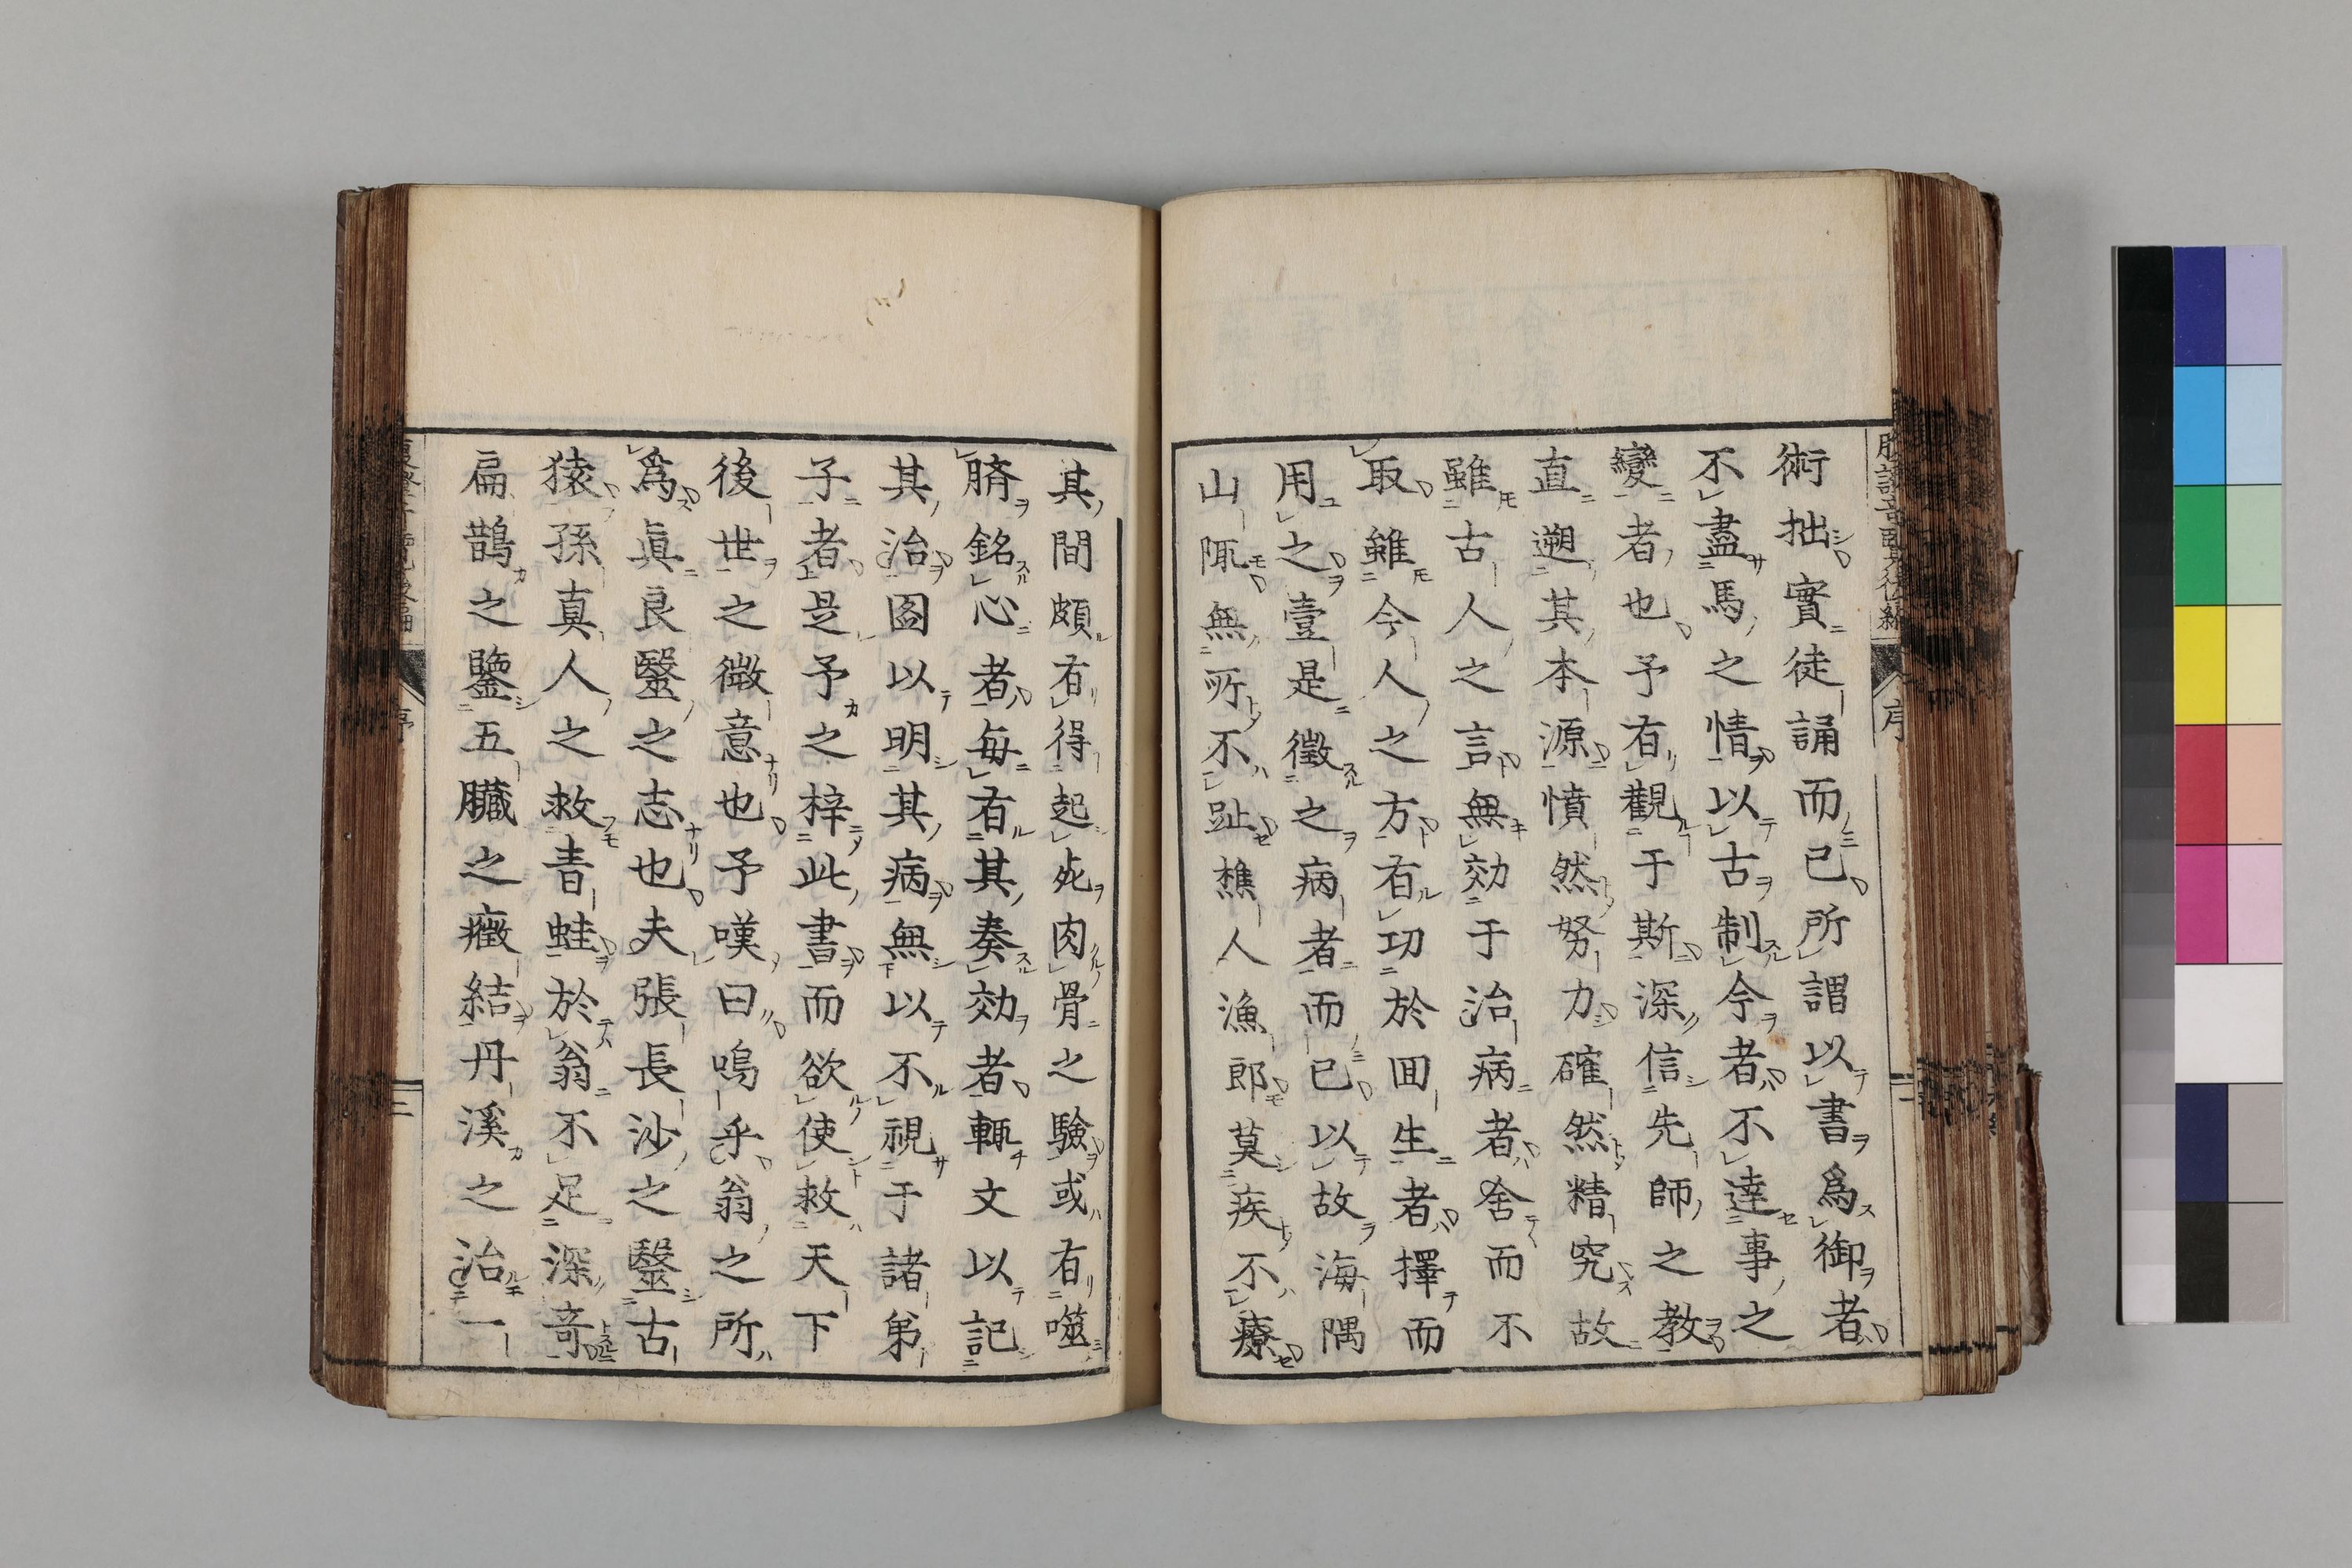 術拙實徒誦而已所謂以書爲御者
不盡馬之情以古制今者不達事之
變者也予有觀于斯深信先師之教
直遡其本源憤然努力確然精究故
雖古人之言無効于治病者舍而不
取雖今人之方有功於回生者擇而
用之壹是徵之病者而已以故海隅
山陬無所不趾樵人漁郎莫疾不療
其間頗有得起死肉骨之驗或有噬
臍銘心者每有其奏効者輙文以記
其治圖以明其病無以不視于諸弟
子者是予之梓此書而欲使救天下
後世之微意也予嘆曰嗚乎翁之所
爲眞良醫之志也夫張長沙之醫古
猿孫真人之救青蛙於翁不足深竒
扁鵲之鑒五臟之癥結丹溪之治一
序
二
序
二